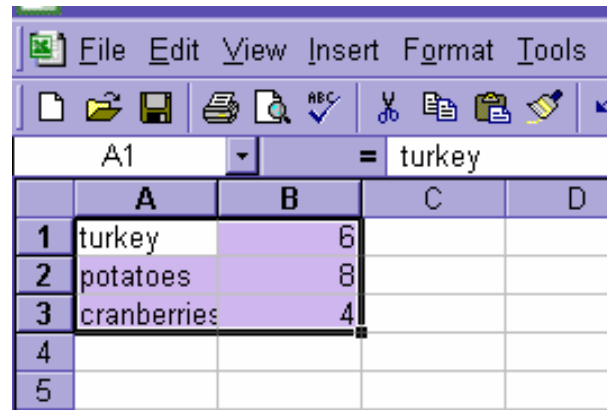 File Edit View Insert Format Tools
ABC
A1 = turkey
A B C D
1 turkey 6
2 potatoes 8
3 cranberries 4
4
5